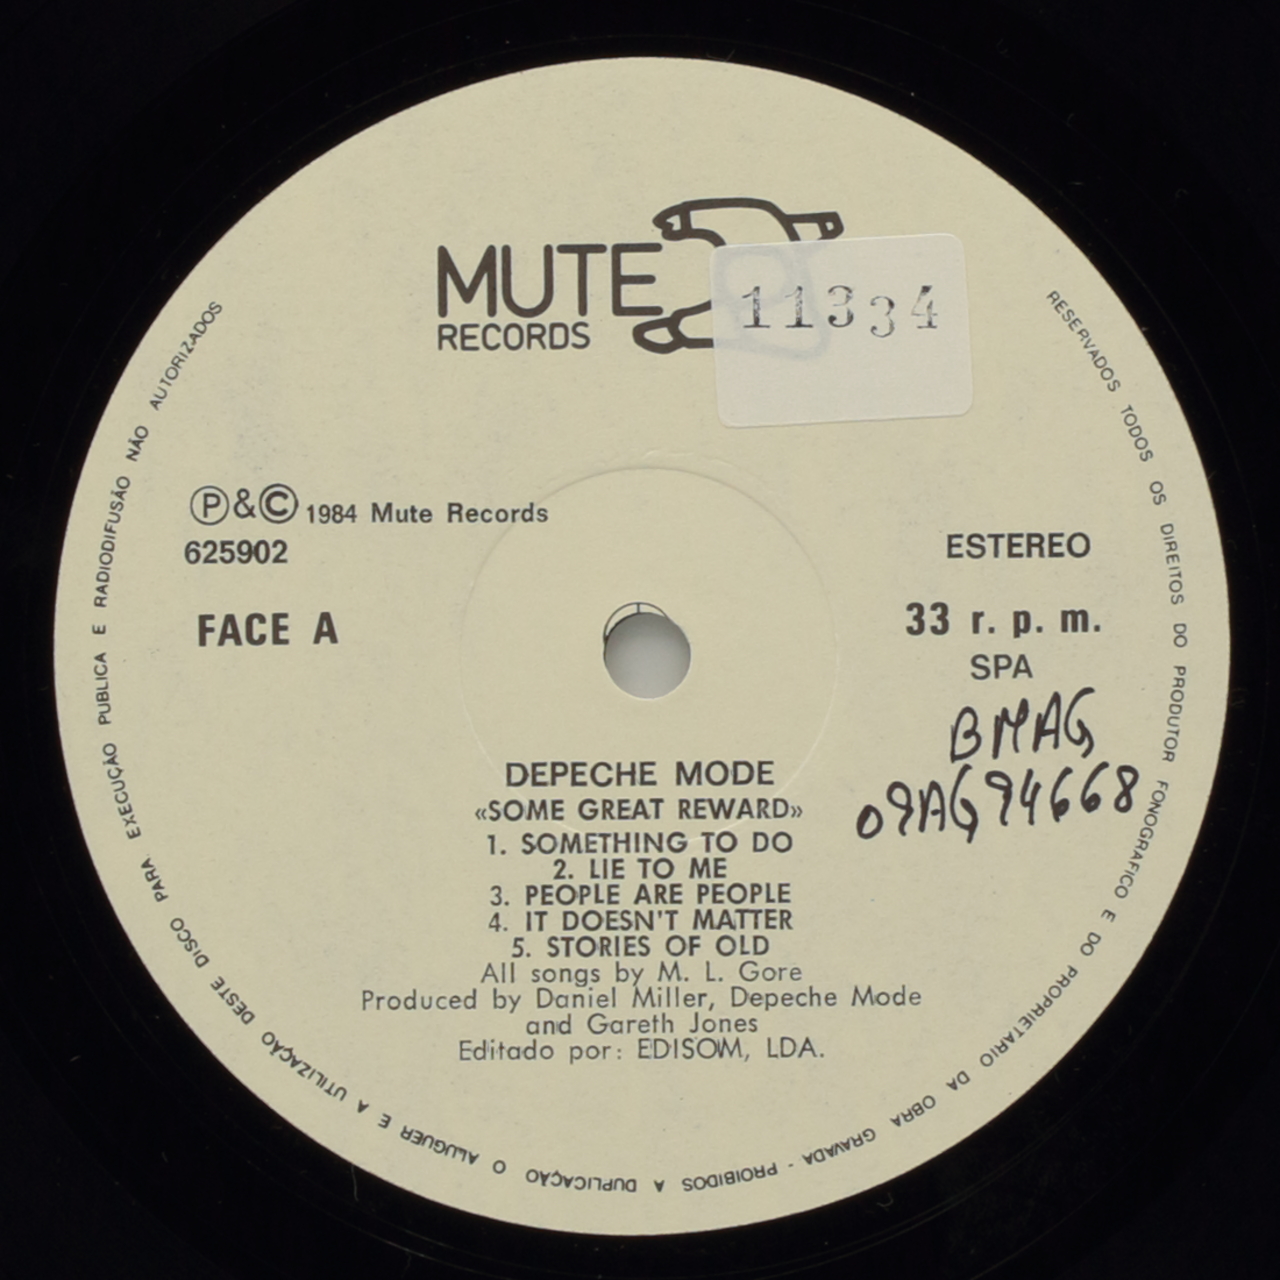 MUTE
RECORDS
11334
Ⓟ&© 1984 Mute Records
625902
ESTEREO
FACE A
33 r. p. m.
SPA
BMAG
09AG94668
DEPECHE MODE
«SOME GREAT REWARD»
1. SOMETHING TO DO
2. LIE TO ME
3. PEOPLE ARE PEOPLE
4. IT DOESN'T MATTER
5. STORIES OF OLD
All songs by M. L. Gore
Produced by Daniel Miller, Depeche Mode
and Gareth Jones
Editado por: EDISOM, LDA.
RESERVADOS TODOS OS DIREITOS DO PRODUTOR FONOGRAFICO E DO PROPRIETARIO DA OBRA GRAVADA - PROIBIDOS A DUPLICAÇAO O ALUGUER E A UTILIZAÇÃO DESTE DISCO PARA EXECUÇÃO PUBLICA E RADIODIFUSÃO NÃO AUTORIZADOS